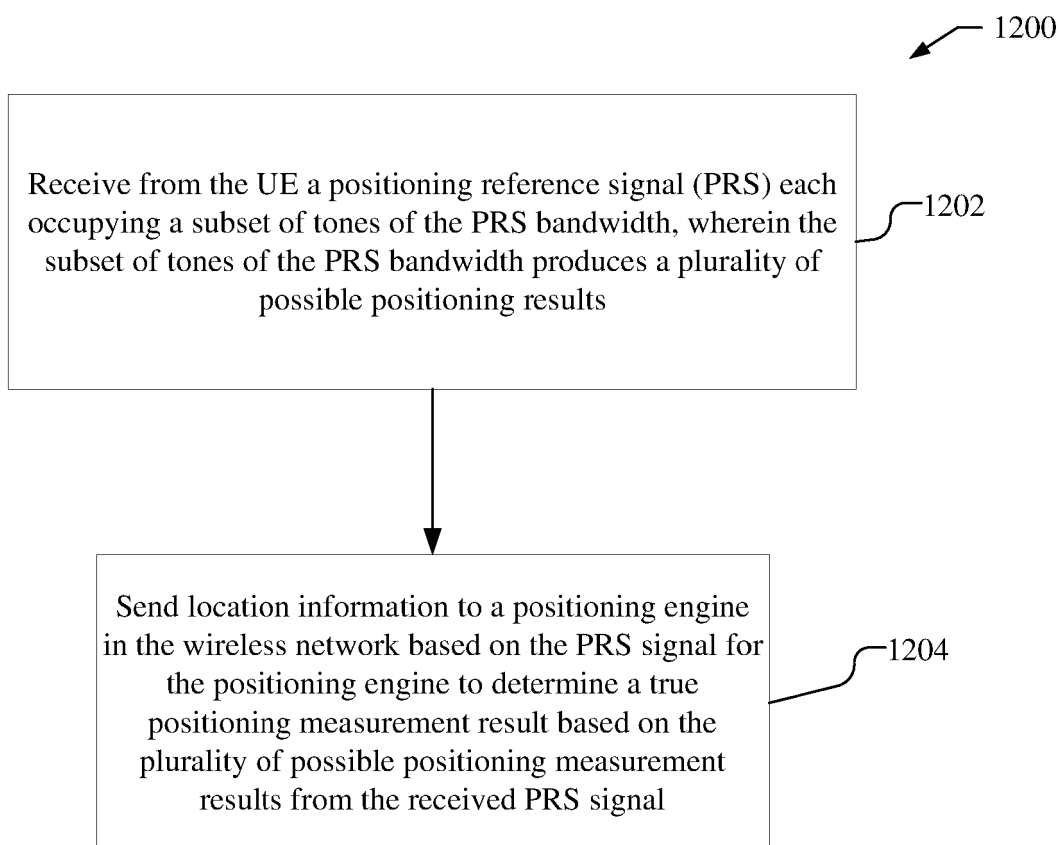 1200
Receive from the UE a positioning reference signal (PRS) each
occupying a subset of tones of the PRS bandwidth, wherein the
subset of tones of the PRS bandwidth produces a plurality of
possible positioning results
1202
Send location information to a positioning engine
in the wireless network based on the PRS signal for
the positioning engine to determine a true
positioning measurement result based on the
plurality of possible positioning measurement
results from the received PRS signal
1204